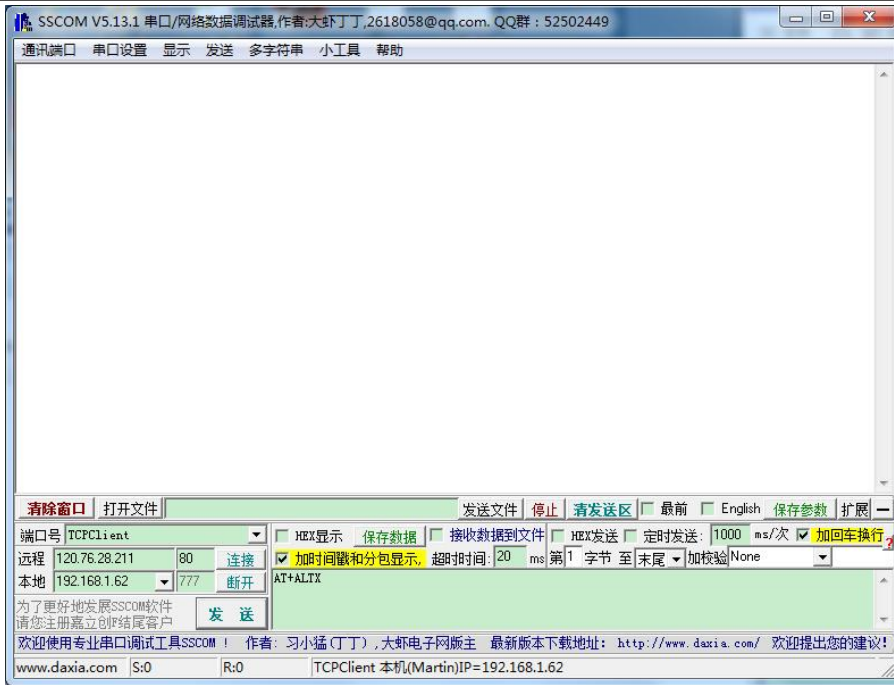 SSCOM V5.13.1 串口/网络数据调试器,作者:大虾丁丁,2618058@qq.com. QQ群：52502449
通讯端口 串口设置 显示 发送 多字符串 小工具 帮助
清除窗口 打开文件 发送文件 停止 清发送区 最前 English 保存参数 扩展 —
端口号 TCPClient HEX显示 保存数据 接收数据到文件 HEX发送 定时发送: 1000 ms/次 加回车换行 ?
远程 120.76.28.211 80 连接 加时间戳和分包显示, 超时时间: 20 ms 第1 字节 至 末尾 加校验 None
本地 192.168.1.62 777 断开 AT+ALTX
为了更好地发展SSCOM软件
请您注册嘉立创F结尾客户
发 送
欢迎使用专业串口调试工具SSCOM ！ 作者: 习小猛(丁丁) ,大虾电子网版主 最新版本下载地址: http://www.daxia.com/ 欢迎提出您的建议!
www.daxia.com S:0 R:0 TCPClient 本机(Martin)IP=192.168.1.62